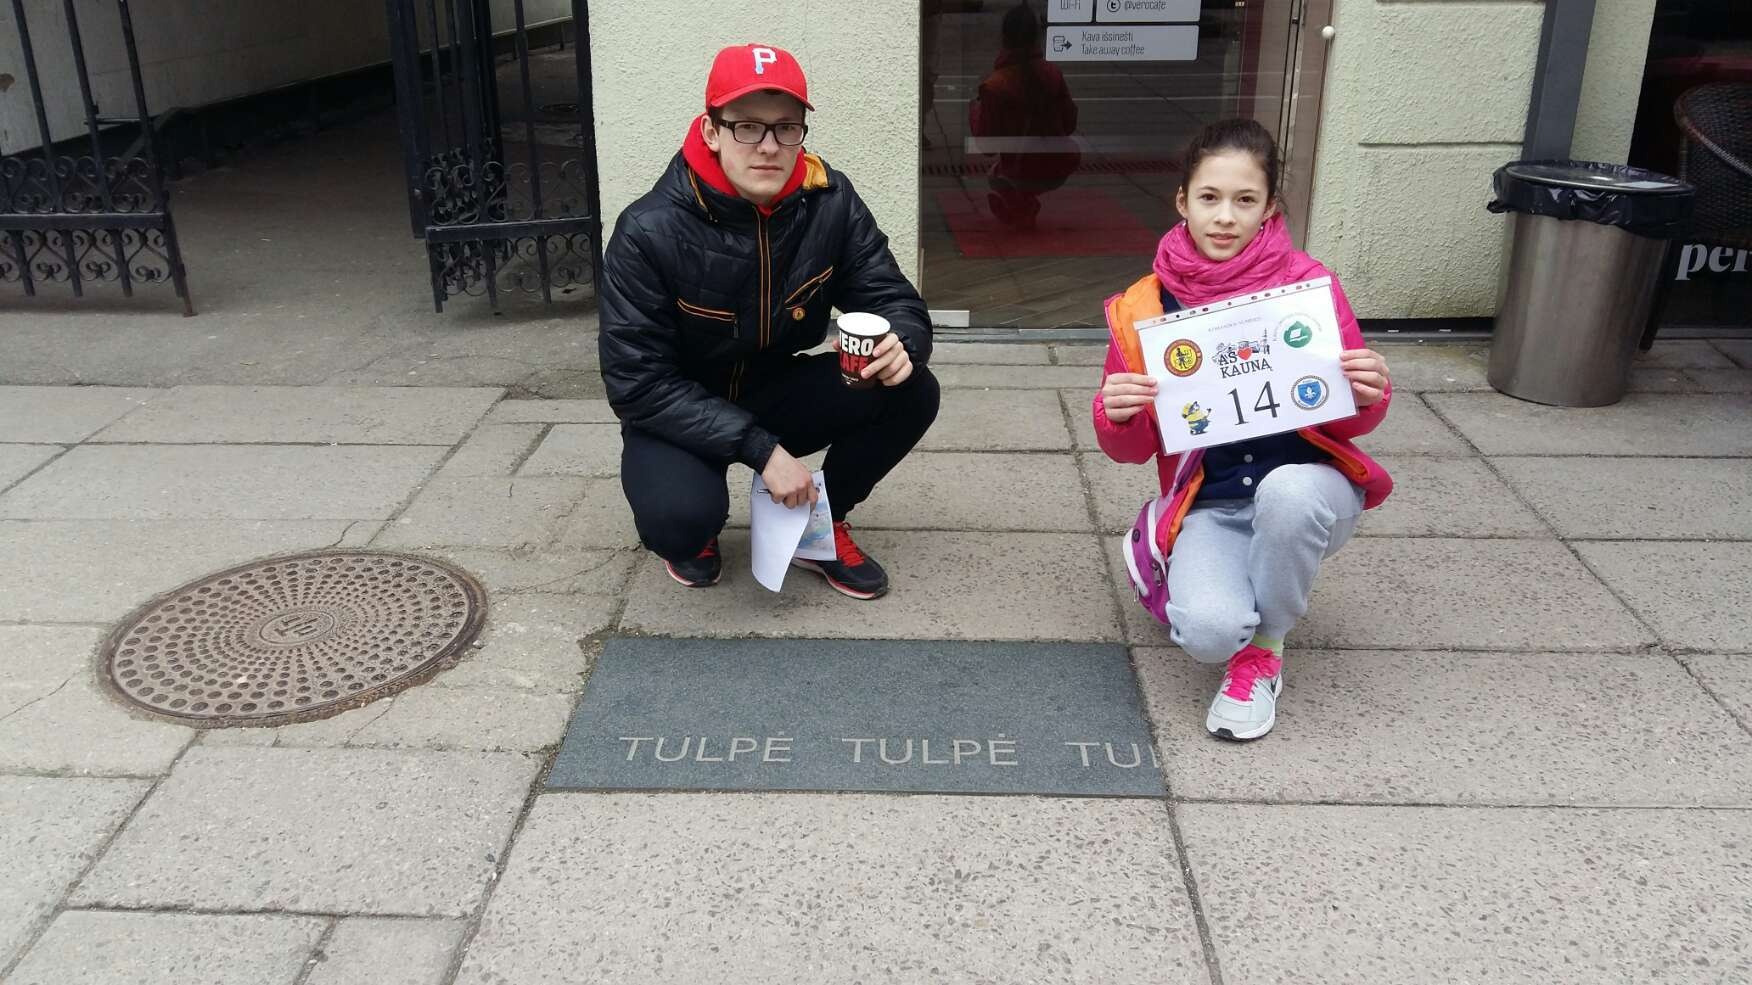 Wi-Fi
@verocafe
Kava išsinešti
Take away coffee
P
VERO
CAFE
AŠ
KAUNĄ
14
per
TULPĖ TULPĖ TU